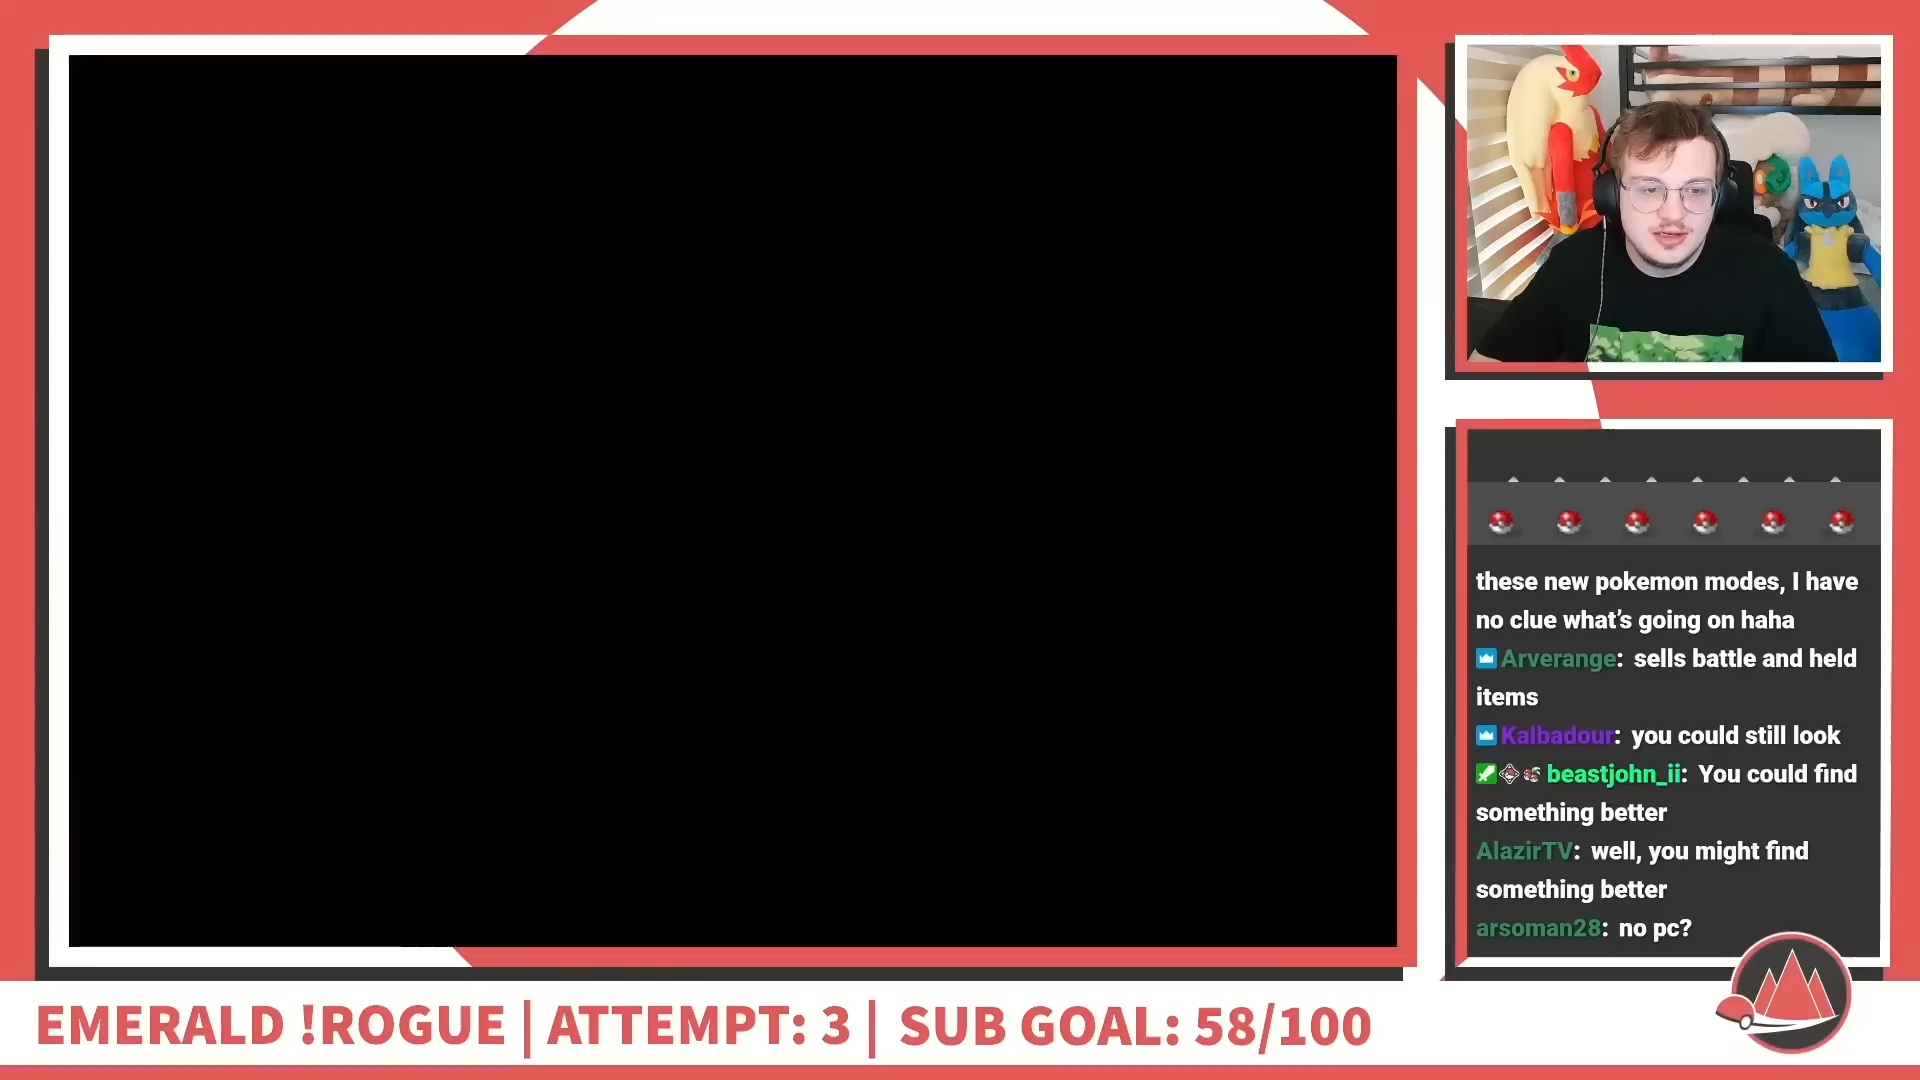 these new pokemon modes, I have
no clue what's going on haha
Arverange: sells battle and held
items
Kalbadour: you could still look
beastjohn_ii: You could find
something better
AlazirTV: well, you might find
something better
arsoman28: no pc?
EMERALD !ROGUE | ATTEMPT: 3 | SUB GOAL: 58/100